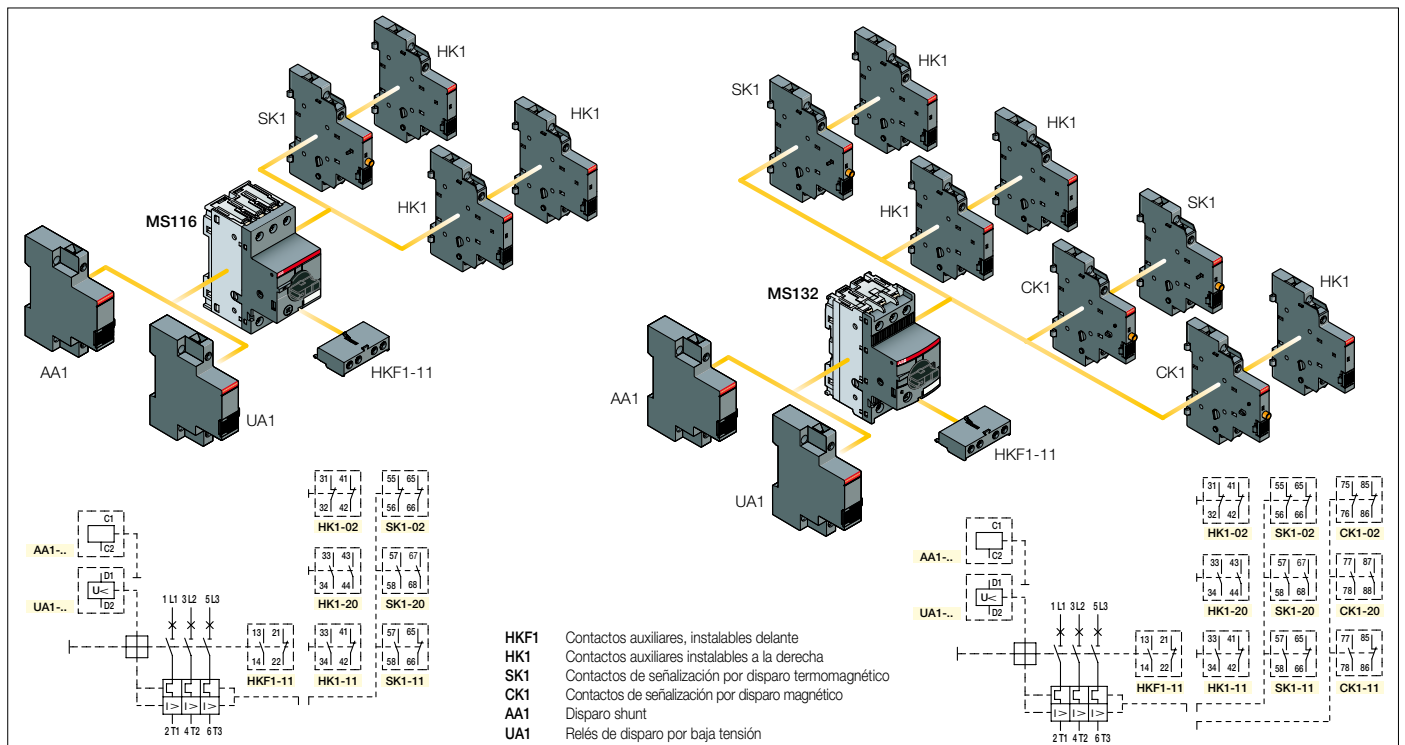 HK1
SK1
HK1
HK1
MS116
AA1
UA1
HKF1-11
HK1
SK1
HK1
HK1
SK1
CK1
HK1
CK1
MS132
AA1
UA1
HKF1-11
C1
C2
AA1-..
D1
U<
D2
UA1-..
1 L1 3 L2 5 L3
I> I> I>
2 T1 4 T2 6 T3
13 21
14 22
HKF1-11
31 41
32 42
HK1-02
55 65
56 66
SK1-02
33 43
34 44
HK1-20
57 67
58 68
SK1-20
33 41
34 42
HK1-11
57 65
58 66
SK1-11
HKF1 Contactos auxiliares, instalables delante
HK1 Contactos auxiliares instalables a la derecha
SK1 Contactos de señalización por disparo termomagnético
CK1 Contactos de señalización por disparo magnético
AA1 Disparo shunt
UA1 Relés de disparo por baja tensión
C1
C2
AA1-..
D1
U<
D2
UA1-..
1 L1 3 L2 5 L3
I> I> I>
2 T1 4 T2 6 T3
13 21
14 22
HKF1-11
31 41
32 42
HK1-02
55 65
56 66
SK1-02
75 85
76 86
CK1-02
33 43
34 44
HK1-20
57 67
58 68
SK1-20
77 87
78 88
CK1-20
33 41
34 42
HK1-11
57 65
58 66
SK1-11
77 85
78 86
CK1-11